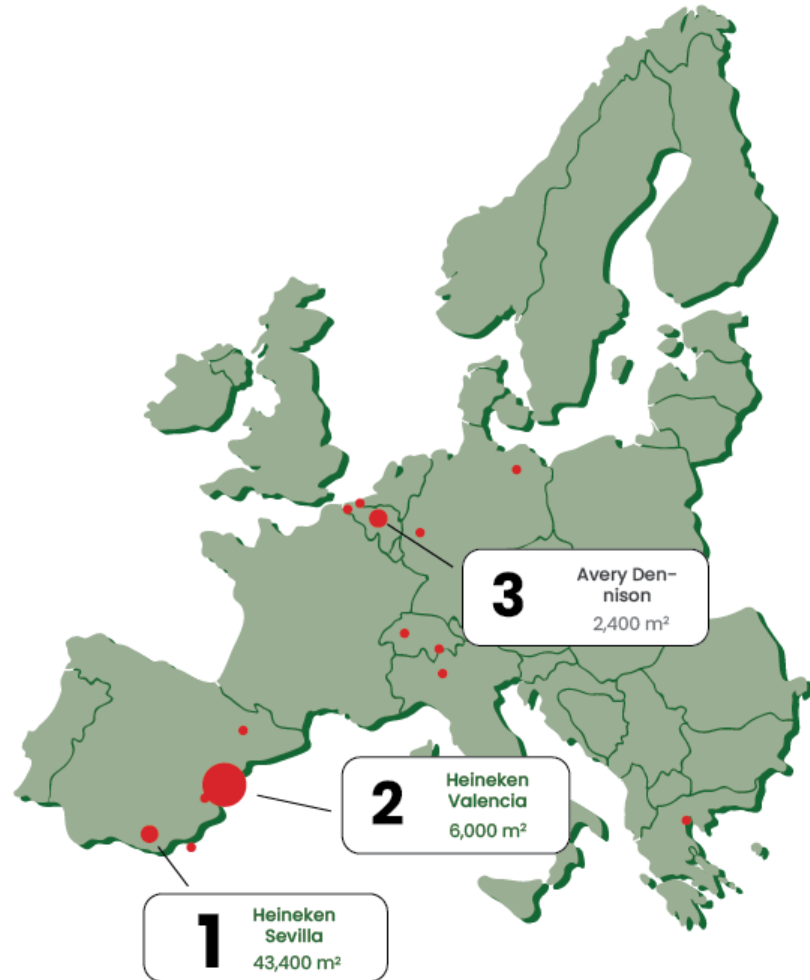 3
Avery Den-
nison
2,400 m²
2
Heineken
Valencia
6,000 m²
1
Heineken
Sevilla
43,400 m²